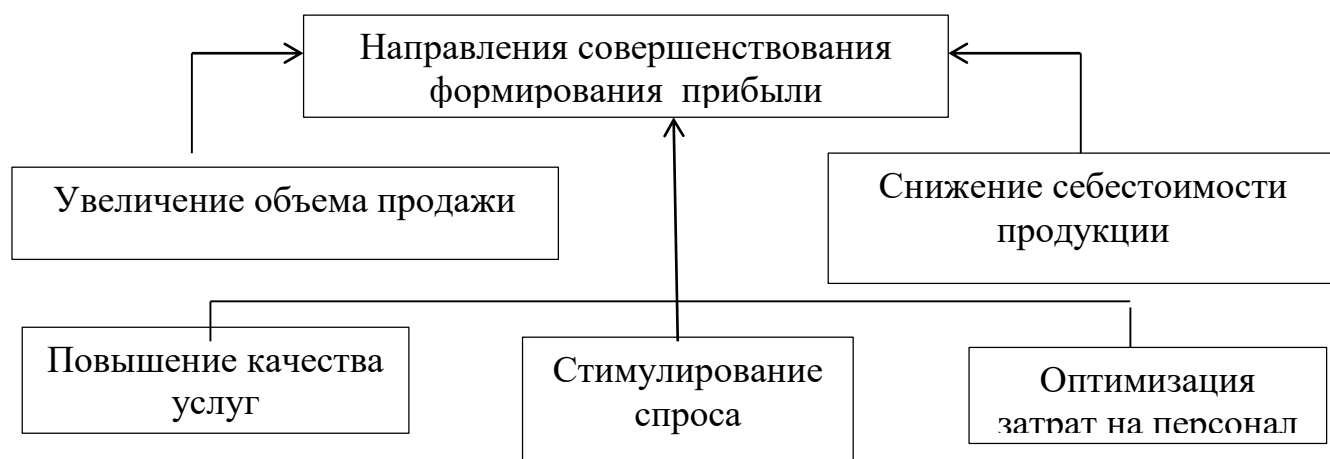 Направления совершенствования
формирования прибыли
Увеличение объема продажи
Снижение себестоимости
продукции
Повышение качества
услуг
Стимулирование
спроса
Оптимизация
затрат на персонал